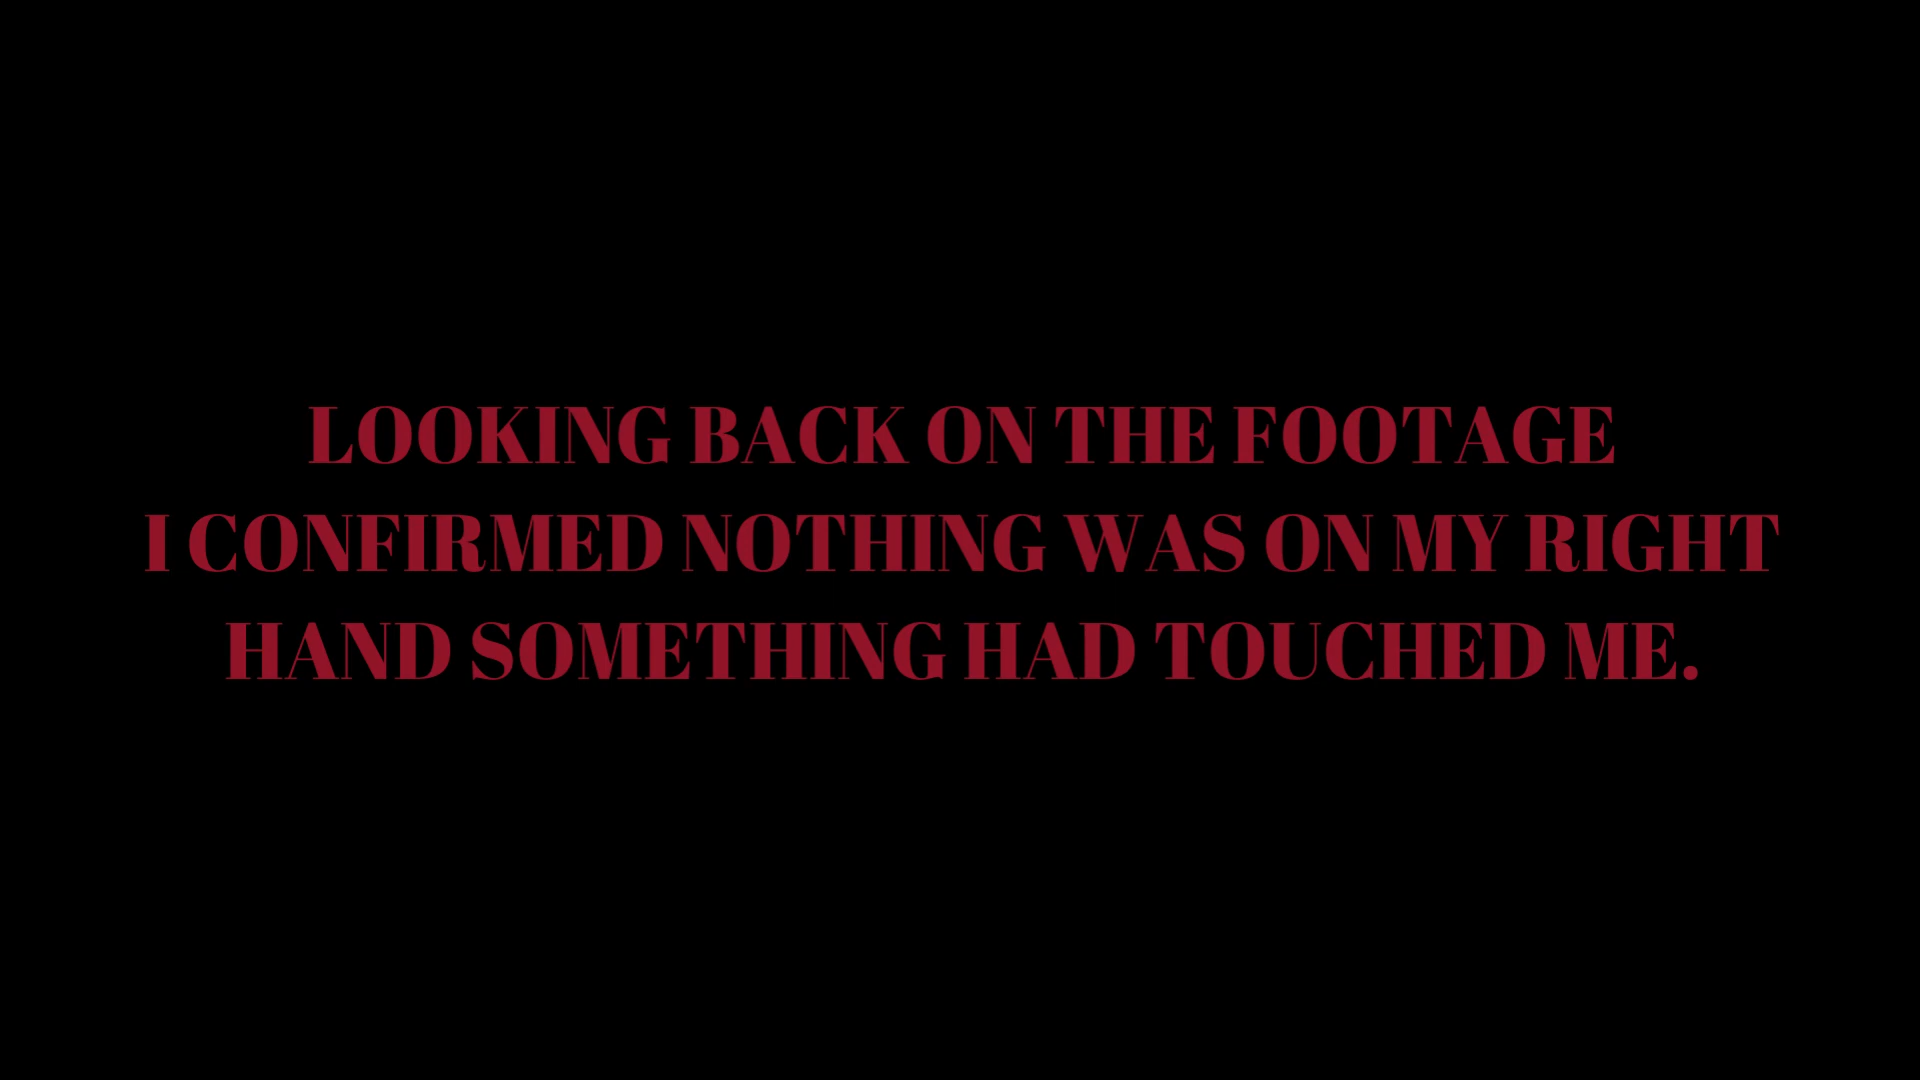 LOOKING BACK ON THE FOOTAGE
I CONFIRMED NOTHING WAS ON MY RIGHT
HAND SOMETHING HAD TOUCHED ME.